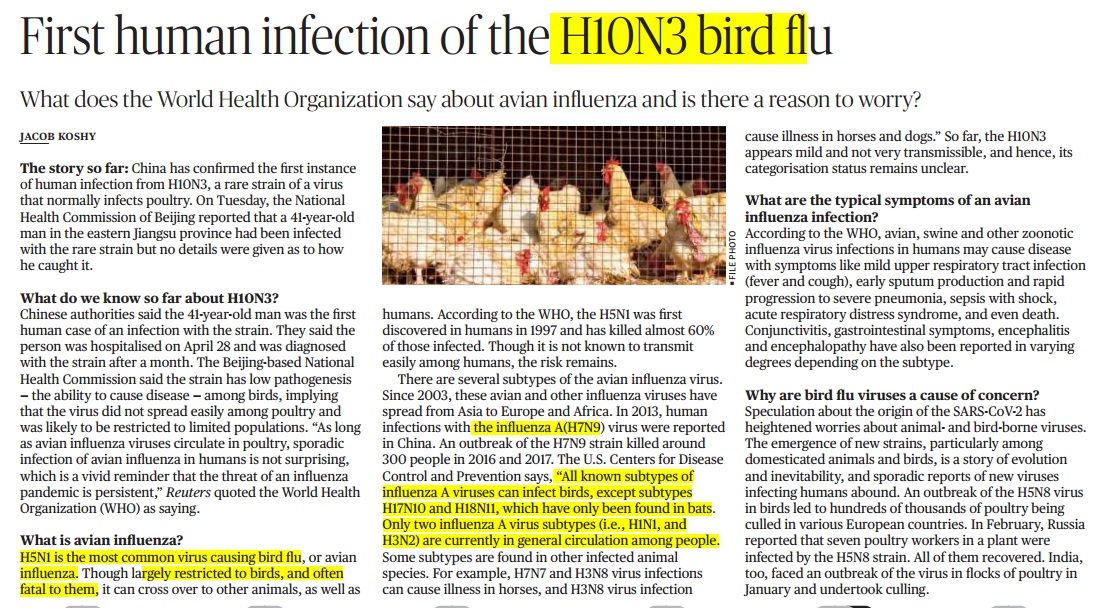 First human infection of the H10N3 bird flu
What does the World Health Organization say about avian influenza and is there a reason to worry?
JACOB KOSHY
The story so far: China has confirmed the first instance
of human infection from H10N3, a rare strain of a virus
that normally infects poultry. On Tuesday, the National
Health Commission of Beijing reported that a 41-year-old
man in the eastern Jiangsu province had been infected
with the rare strain but no details were given as to how
he caught it.
What do we know so far about H10N3?
Chinese authorities said the 41-year-old man was the first
human case of an infection with the strain. They said the
person was hospitalised on April 28 and was diagnosed
with the strain after a month. The Beijing-based National
Health Commission said the strain has low pathogenesis
– the ability to cause disease – among birds, implying
that the virus did not spread easily among poultry and
was likely to be restricted to limited populations. “As long
as avian influenza viruses circulate in poultry, sporadic
infection of avian influenza in humans is not surprising,
which is a vivid reminder that the threat of an influenza
pandemic is persistent,” Reuters quoted the World Health
Organization (WHO) as saying.
What is avian influenza?
H5N1 is the most common virus causing bird flu, or avian
influenza. Though largely restricted to birds, and often
fatal to them, it can cross over to other animals, as well as
FILE PHOTO
humans. According to the WHO, the H5N1 was first
discovered in humans in 1997 and has killed almost 60%
of those infected. Though it is not known to transmit
easily among humans, the risk remains.
There are several subtypes of the avian influenza virus.
Since 2003, these avian and other influenza viruses have
spread from Asia to Europe and Africa. In 2013, human
infections with the influenza A(H7N9) virus were reported
in China. An outbreak of the H7N9 strain killed around
300 people in 2016 and 2017. The U.S. Centers for Disease
Control and Prevention says, “All known subtypes of
influenza A viruses can infect birds, except subtypes
H17N10 and H18N11, which have only been found in bats.
Only two influenza A virus subtypes (i.e., H1N1, and
H3N2) are currently in general circulation among people.
Some subtypes are found in other infected animal
species. For example, H7N7 and H3N8 virus infections
can cause illness in horses, and H3N8 virus infection
cause illness in horses and dogs.” So far, the H10N3
appears mild and not very transmissible, and hence, its
categorisation status remains unclear.
What are the typical symptoms of an avian
influenza infection?
According to the WHO, avian, swine and other zoonotic
influenza virus infections in humans may cause disease
with symptoms like mild upper respiratory tract infection
(fever and cough), early sputum production and rapid
progression to severe pneumonia, sepsis with shock,
acute respiratory distress syndrome, and even death.
Conjunctivitis, gastrointestinal symptoms, encephalitis
and encephalopathy have also been reported in varying
degrees depending on the subtype.
Why are bird flu viruses a cause of concern?
Speculation about the origin of the SARS-CoV-2 has
heightened worries about animal- and bird-borne viruses.
The emergence of new strains, particularly among
domesticated animals and birds, is a story of evolution
and inevitability, and sporadic reports of new viruses
infecting humans abound. An outbreak of the H5N8 virus
in birds led to hundreds of thousands of poultry being
culled in various European countries. In February, Russia
reported that seven poultry workers in a plant were
infected by the H5N8 strain. All of them recovered. India,
too, faced an outbreak of the virus in flocks of poultry in
January and undertook culling.